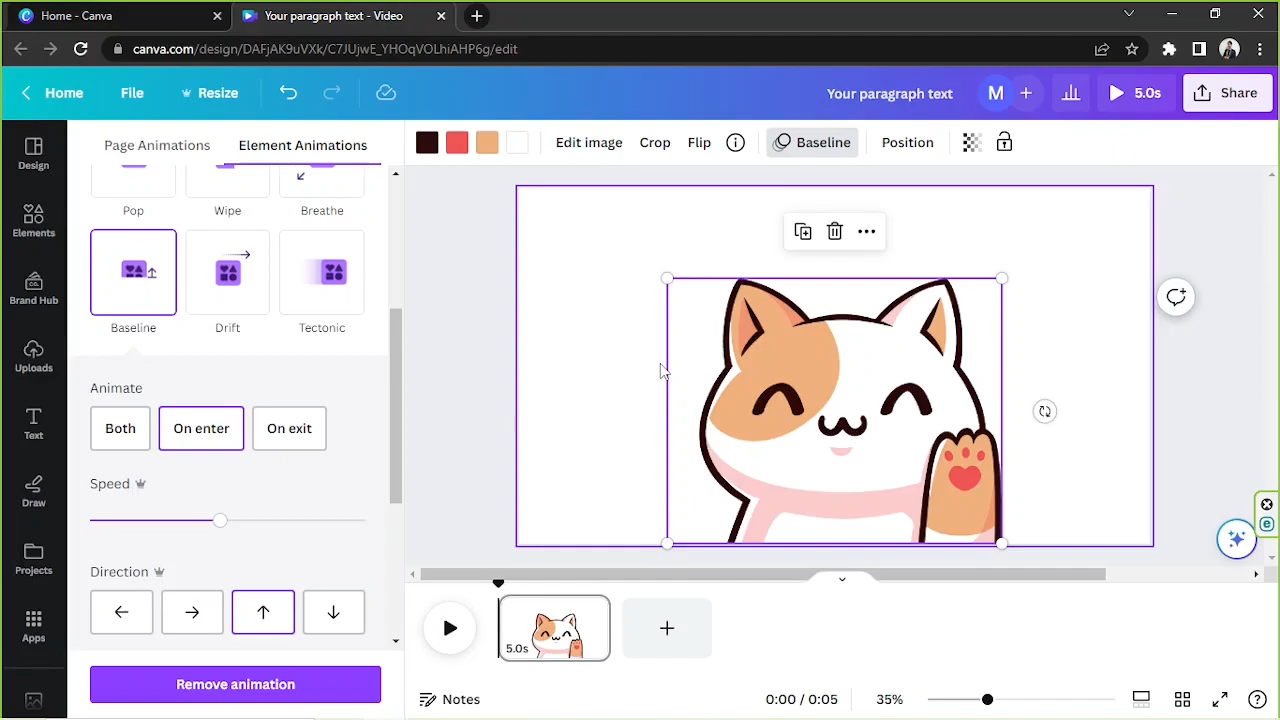 Home - Canva
Your paragraph text - Video
canva.com/design/DAFjAK9uVXk/C7JUjwE_YHOqVOLhiAHP6g/edit
Home File Resize Your paragraph text M 5.0s Share
Page Animations Element Animations
Edit image Crop Flip Baseline Position
Design
Elements
Brand Hub
Uploads
Text
Draw
Projects
Apps
Pop Wipe Breathe
Baseline Drift Tectonic
Animate
Both On enter On exit
Speed
Direction
Remove animation
5.0s
Notes 0:00 / 0:05 35%